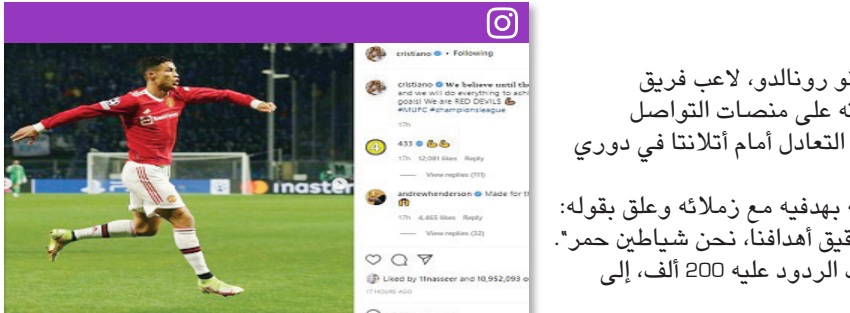 cristiano • Following
cristiano We believe until the
and we will do everything to achi
goals! We are RED DEVILS
#MUFC #championsleague
17h
433
17h 12,081 likes Reply
View replies (111)
andrewhenderson Made for th
17h 4,465 likes Reply
View replies (32)
Liked by 11nasseer and 10,952,093 o
17 HOURS AGO
master
رونالدو، لاعب فريق
على منصات التواصل
التعادل أمام أتلانتا في دوري
بهدفيه مع زملائه وعلق بقوله:
أهدافنا، نحن شياطين حمر".
الردود عليه 200 ألف، إلى